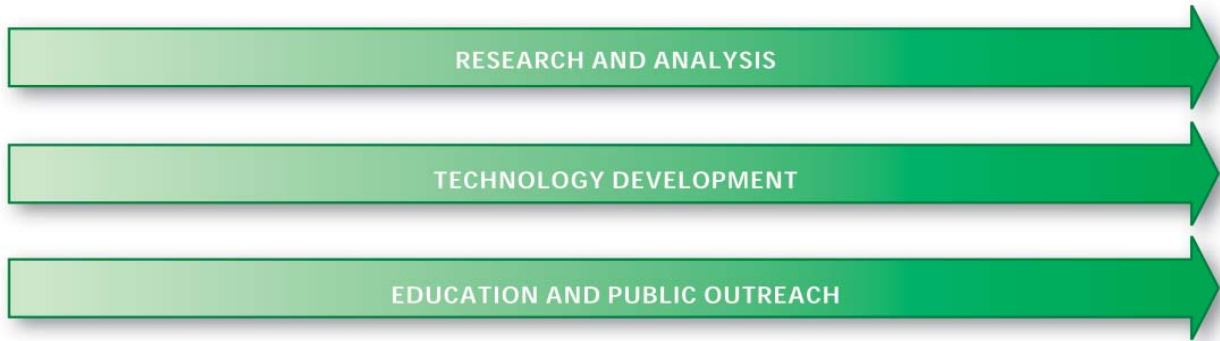 RESEARCH AND ANALYSIS
TECHNOLOGY DEVELOPMENT
EDUCATION AND PUBLIC OUTREACH